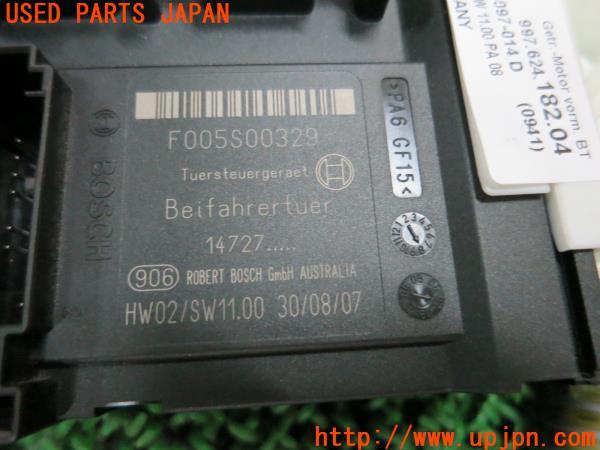 USED PARTS JAPAN
F005S00329
Tuersteuergeraet
Beifahrertuer
14727.....
906 ROBERT BOSCH GmbH AUSTRALIA
HW02/SW11.00 30/08/07
BOSCH
>PA6 GF15<
Getr.-Motor vorm. BT
997.624.182.04
(0941)
097-014 D
W 11.00 PA 08
ANY
UPJ
http://www.upjpn.com